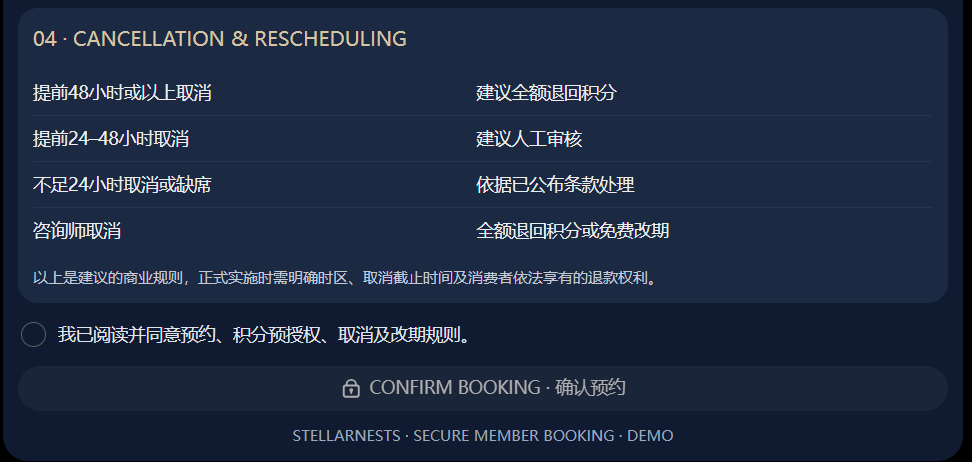 04 · CANCELLATION & RESCHEDULING
提前48小时或以上取消 建议全额退回积分
提前24–48小时取消 建议人工审核
不足24小时取消或缺席 依据已公布条款处理
咨询师取消 全额退回积分或免费改期
以上是建议的商业规则，正式实施时需明确时区、取消截止时间及消费者依法享有的退款权利。
我已阅读并同意预约、积分预授权、取消及改期规则。
CONFIRM BOOKING · 确认预约
STELLARNESTS · SECURE MEMBER BOOKING · DEMO